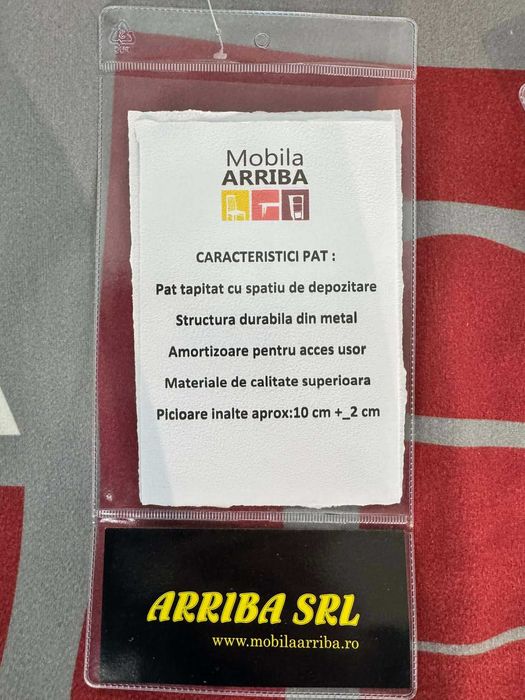 Mobila
ARRIBA
CARACTERISTICI PAT :
Pat tapitat cu spatiu de depozitare
Structura durabila din metal
Amortizoare pentru acces usor
Materiale de calitate superioara
Picioare inalte aprox:10 cm +_2 cm
ARRIBA SRL
www.mobilaarriba.ro